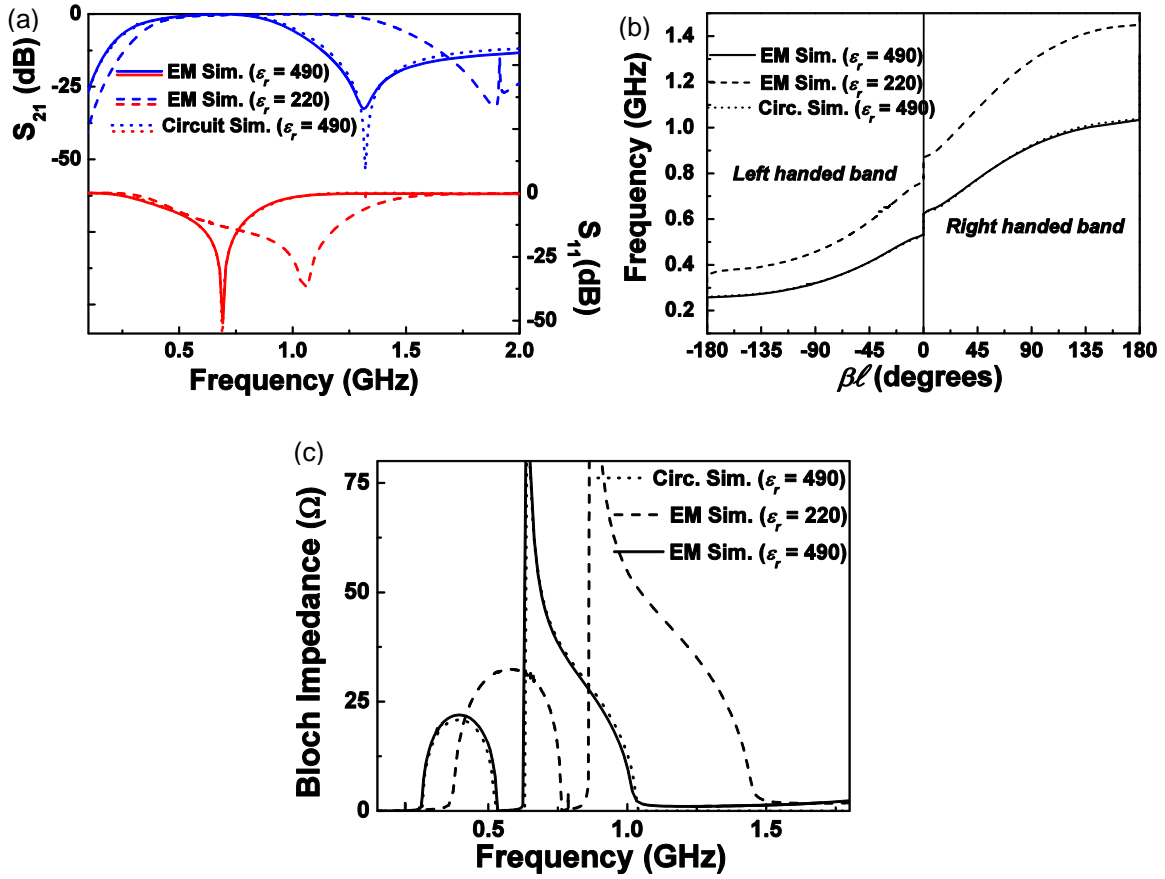 (a)
S21 (dB)
0
-25
-50
EM Sim. (εr = 490)
EM Sim. (εr = 220)
Circuit Sim. (εr = 490)
0
-25
-50
S11 (dB)
0.5 1.0 1.5 2.0
Frequency (GHz)
(b)
Frequency (GHz)
1.4
1.2
1.0
0.8
0.6
0.4
0.2
EM Sim. (εr = 490)
EM Sim. (εr = 220)
Circ. Sim. (εr = 490)
Left handed band
Right handed band
-180 -135 -90 -45 0 45 90 135 180
βℓ (degrees)
(c)
Bloch Impedance (Ω)
75
50
25
0
Circ. Sim. (εr = 490)
EM Sim. (εr = 220)
EM Sim. (εr = 490)
0.5 1.0 1.5
Frequency (GHz)